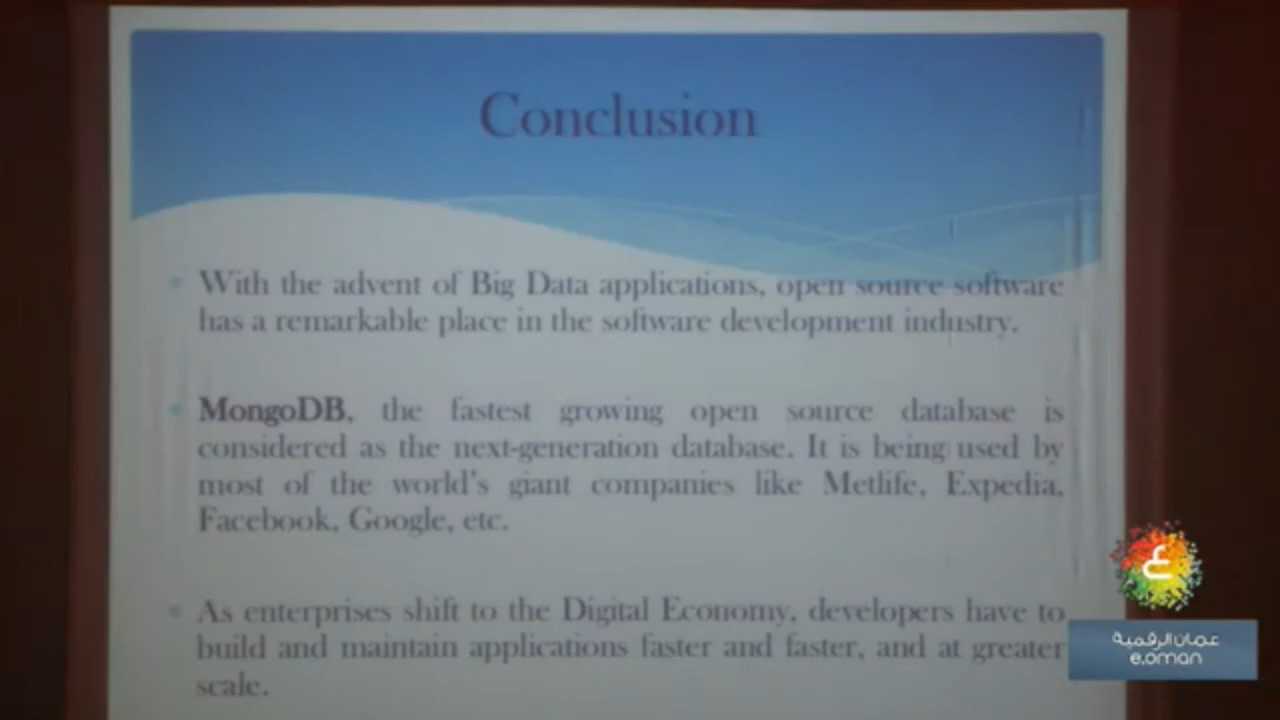 Conclusion
With the advent of Big Data applications, open source software
has a remarkable place in the software development industry.
MongoDB, the fastest growing open source database is
considered as the next-generation database. It is being used by
most of the world's giant companies like Metlife, Expedia,
Facebook, Google, etc.
As enterprises shift to the Digital Economy, developers have to
build and maintain applications faster and faster, and at greater
scale.
ع
عمان الرقمية
e.oman